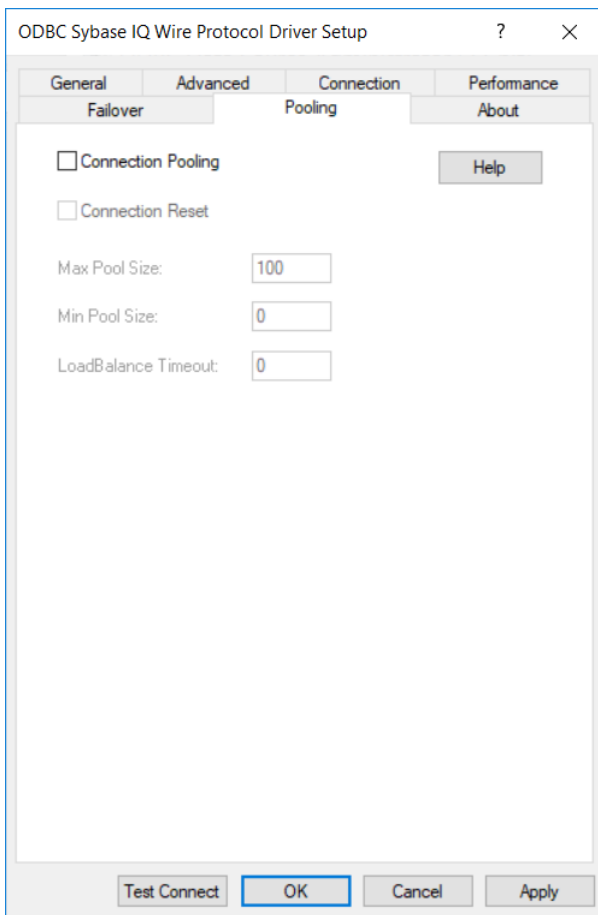 ODBC Sybase IQ Wire Protocol Driver Setup ? ×
General Advanced Connection Performance
Failover Pooling About
Connection Pooling Help
Connection Reset
Max Pool Size: 100
Min Pool Size: 0
LoadBalance Timeout: 0
Test Connect OK Cancel Apply